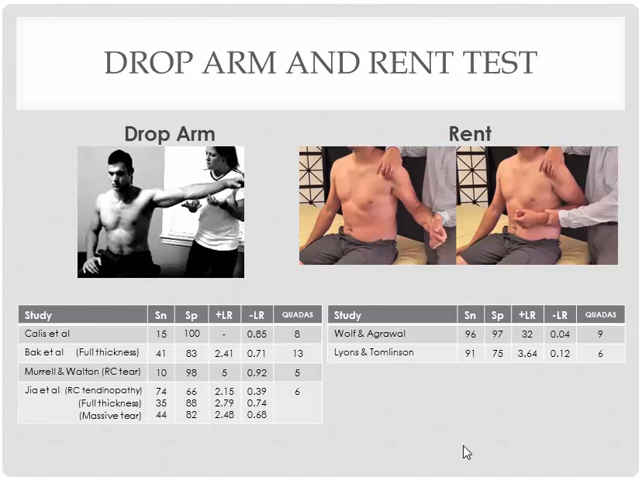 DROP ARM AND RENT TEST
Drop Arm
Rent
Study Sn Sp +LR -LR QUADAS
Calis et al 15 100 - 0.85 8
Bak et al (Full thickness) 41 83 2.41 0.71 13
Murrell & Walton (RC tear) 10 98 5 0.92 5
Jia et al (RC tendinopathy) 74 66 2.15 0.39 6
(Full thickness) 35 88 2.79 0.74
(Massive tear) 44 82 2.48 0.68
Study Sn Sp +LR -LR QUADAS
Wolf & Agrawal 96 97 32 0.04 9
Lyons & Tomlinson 91 75 3.64 0.12 6